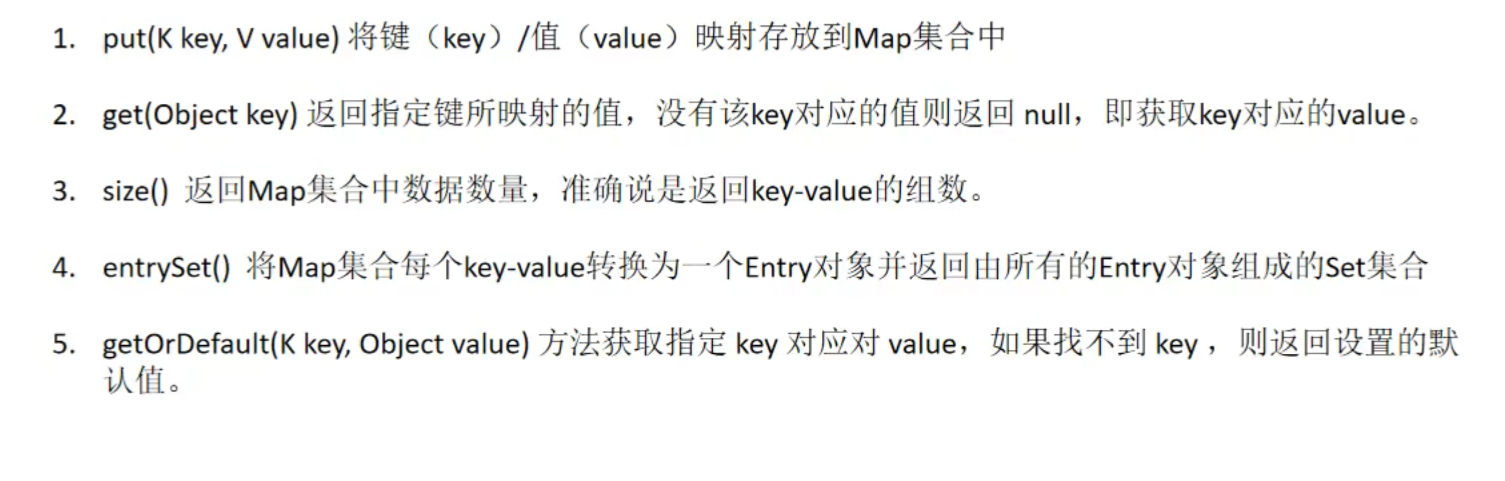 1. put(K key, V value) 将键（key）/值（value）映射存放到Map集合中
2. get(Object key) 返回指定键所映射的值，没有该key对应的值则返回 null，即获取key对应的value。
3. size() 返回Map集合中数据数量，准确说是返回key-value的组数。
4. entrySet() 将Map集合每个key-value转换为一个Entry对象并返回由所有的Entry对象组成的Set集合
5. getOrDefault(K key, Object value) 方法获取指定 key 对应对 value，如果找不到 key ，则返回设置的默
认值。